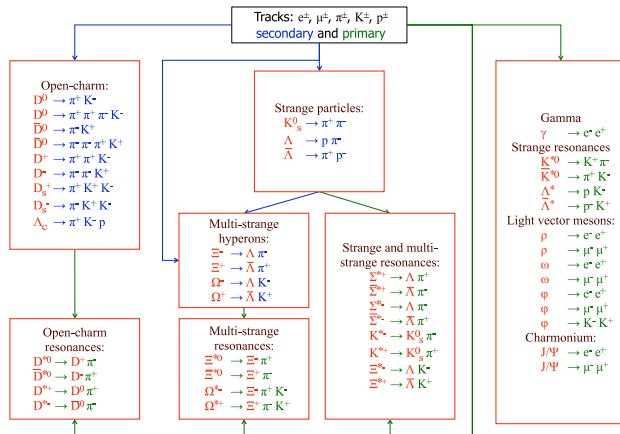 Tracks: e±, μ±, π±, K±, p±
secondary and primary
Open-charm:
D⁰ → π⁺ K⁻
D⁰ → π⁺ π⁺ π⁻ K⁻
D̅⁰ → π⁻ K⁺
D̅⁰ → π⁻ π⁻ π⁺ K⁺
D⁺ → π⁺ π⁺ K⁻
D⁻ → π⁻ π⁻ K⁺
Dₛ⁺ → π⁺ K⁺ K⁻
Dₛ⁻ → π⁻ K⁺ K⁻
Λ꜀ → π⁺ K⁻ p
Open-charm
resonances:
D*⁰ → D⁺ π⁻
D̅*⁰ → D⁻ π⁺
D*⁺ → D⁰ π⁺
D*⁻ → D̅⁰ π⁻
Strange particles:
K⁰ₛ → π⁺ π⁻
Λ → p π⁻
Λ̅ → π⁺ p⁻
Multi-strange
hyperons:
Ξ⁻ → Λ π⁻
Ξ⁺ → Λ̅ π⁺
Ω⁻ → Λ K⁻
Ω⁺ → Λ̅ K⁺
Multi-strange
resonances:
Ξ*⁰ → Ξ⁻ π⁺
Ξ̅*⁰ → Ξ⁺ π⁻
Ω*⁻ → Ξ⁻ π⁺ K⁻
Ω*⁺ → Ξ⁺ π⁻ K⁺
Strange and multi-
strange resonances:
Σ*⁺ → Λ π⁺
Σ̅*⁺ → Λ̅ π⁻
Σ*⁻ → Λ π⁻
Σ̅*⁻ → Λ̅ π⁺
K*⁻ → K⁰ₛ π⁻
K*⁺ → K⁰ₛ π⁺
Ξ*⁻ → Λ K⁻
Ξ*⁺ → Λ̅ K⁺
Gamma
γ → e⁻ e⁺
Strange resonances
K*⁰ → K⁺ π⁻
K̅*⁰ → π⁺ K⁻
Λ* → p K⁻
Λ̅* → p⁻ K⁺
Light vector mesons:
ρ → e⁻ e⁺
ρ → μ⁻ μ⁺
ω → e⁻ e⁺
ω → μ⁻ μ⁺
φ → e⁻ e⁺
φ → μ⁻ μ⁺
φ → K⁻ K⁺
Charmonium:
J/Ψ → e⁻ e⁺
J/Ψ → μ⁻ μ⁺